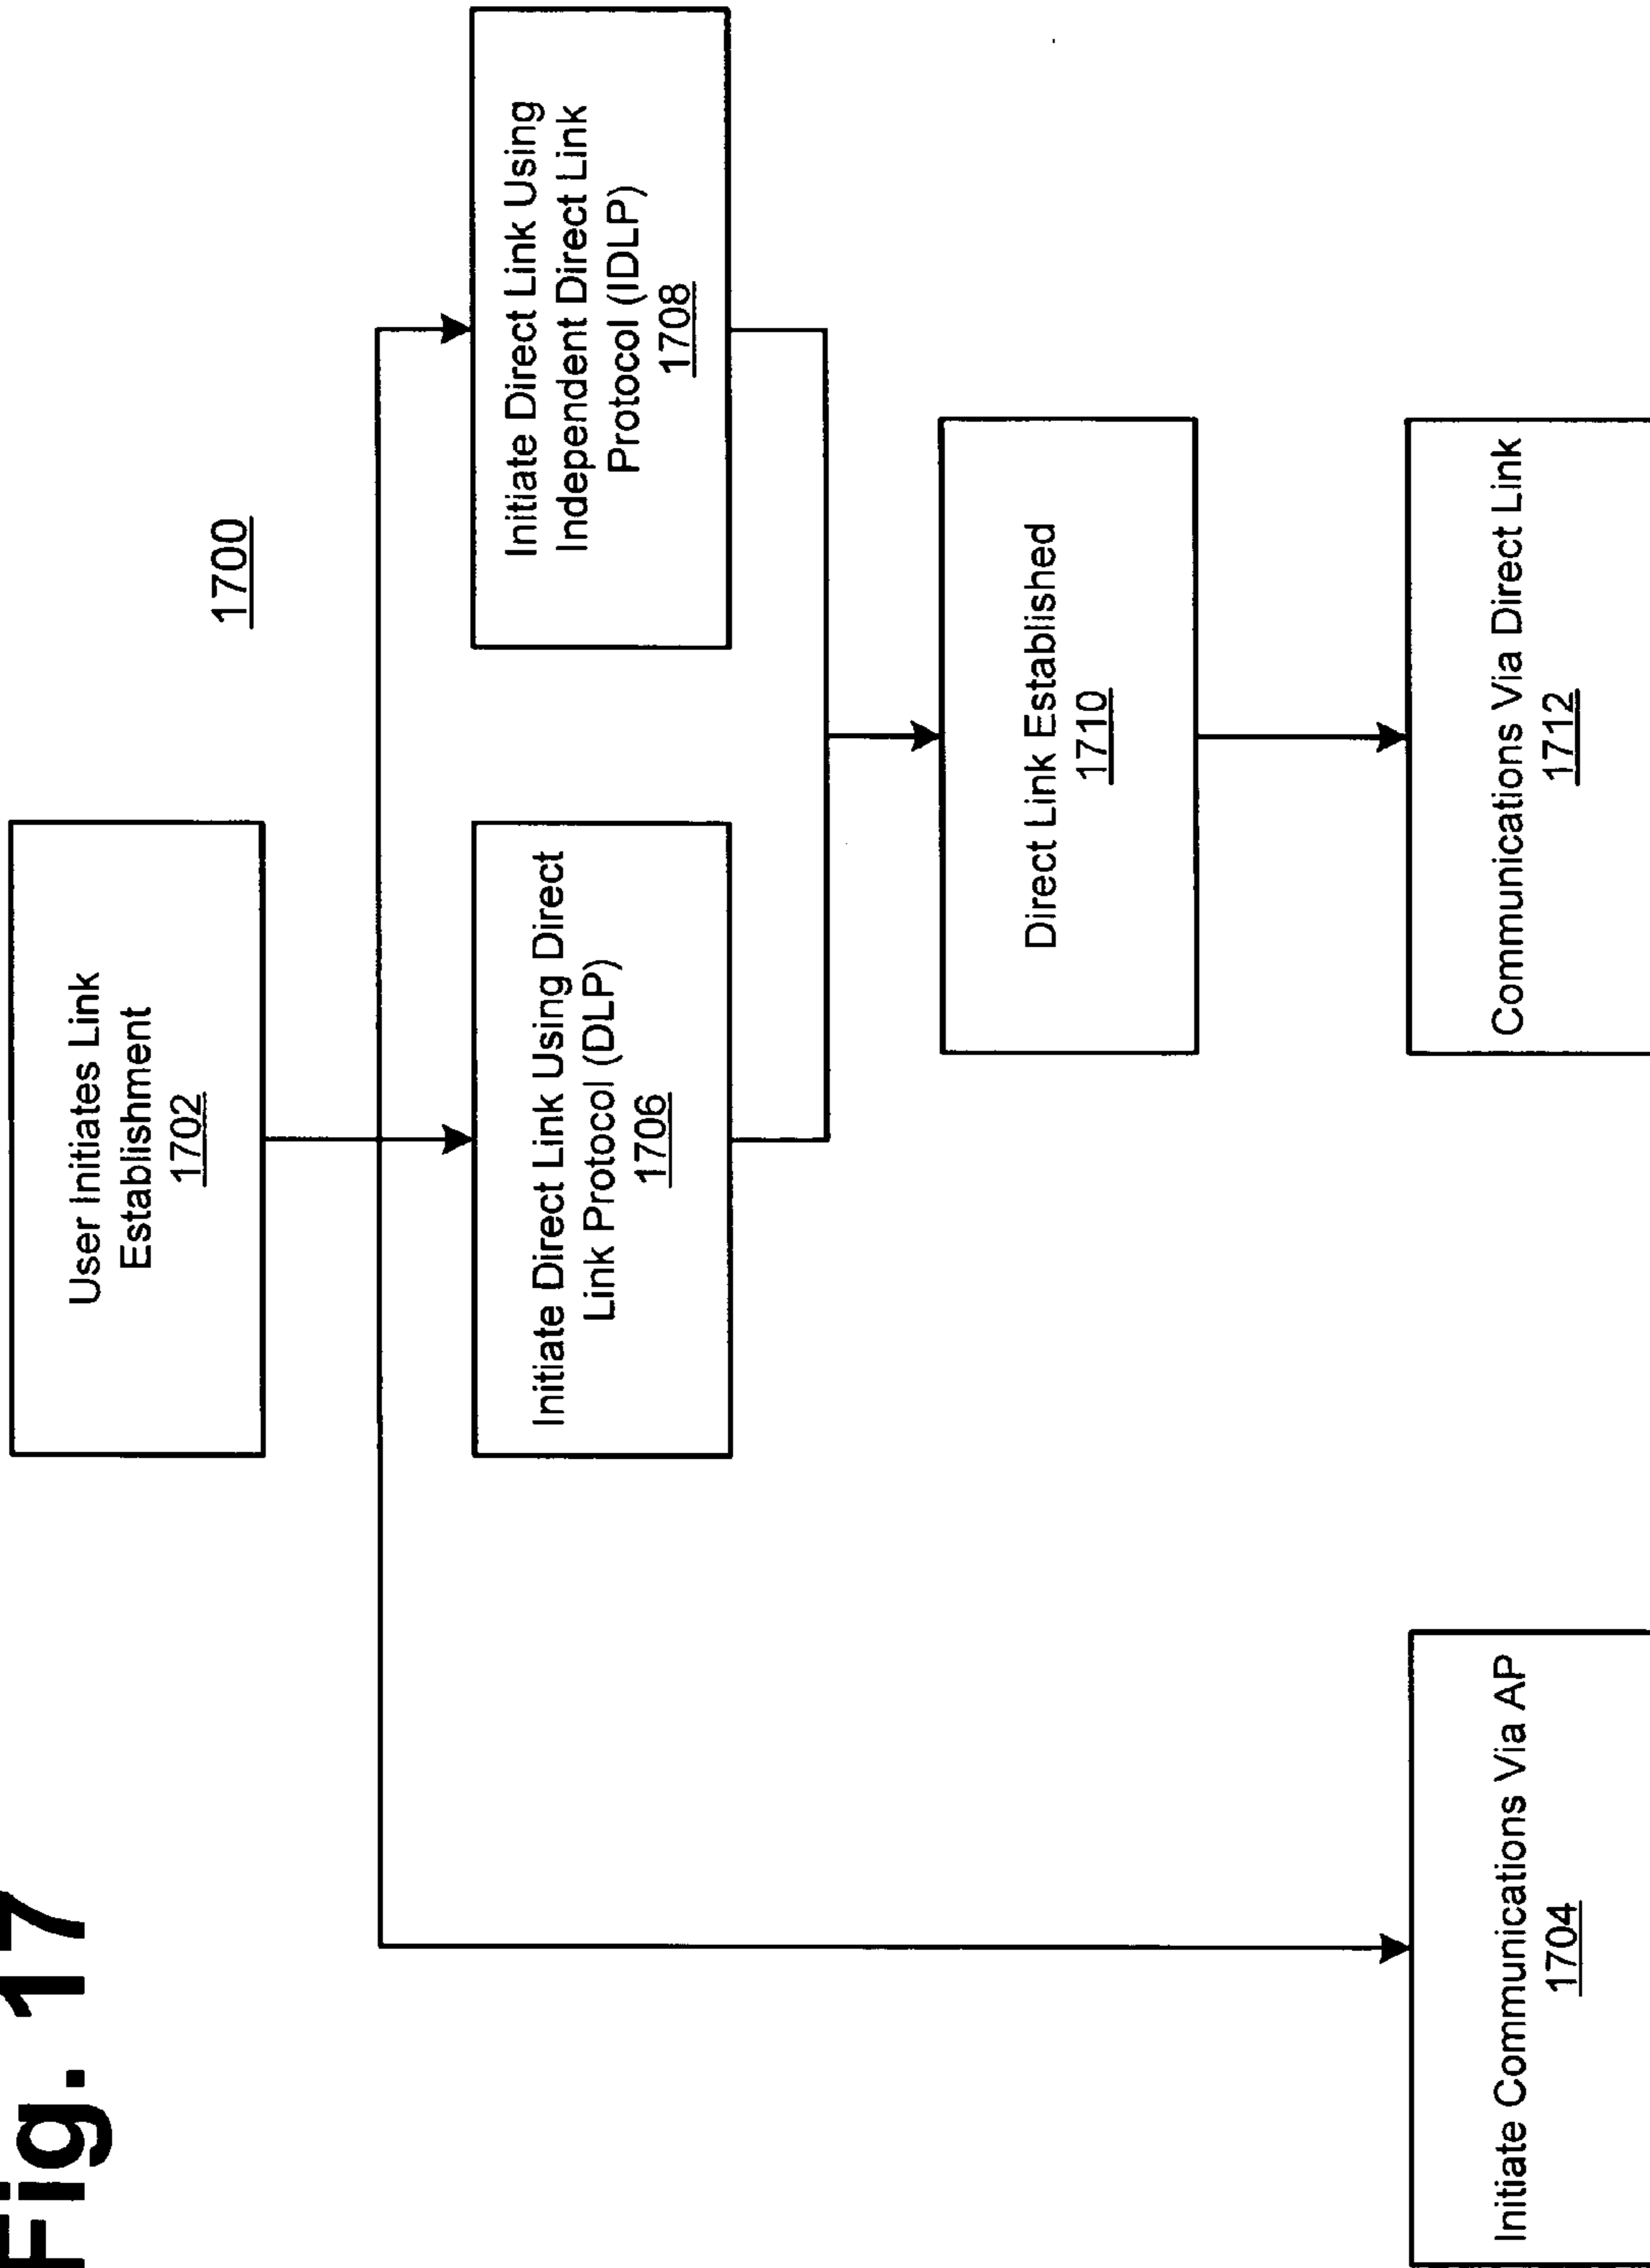 Fig. 17
1700
User Initiates Link
Establishment
1702
Initiate Direct Link Using Direct
Link Protocol (DLP)
1706
Initiate Direct Link Using
Independent Direct Link
Protocol (IDLP)
1708
Direct Link Established
1710
Initiate Communications Via AP
1704
Communications Via Direct Link
1712